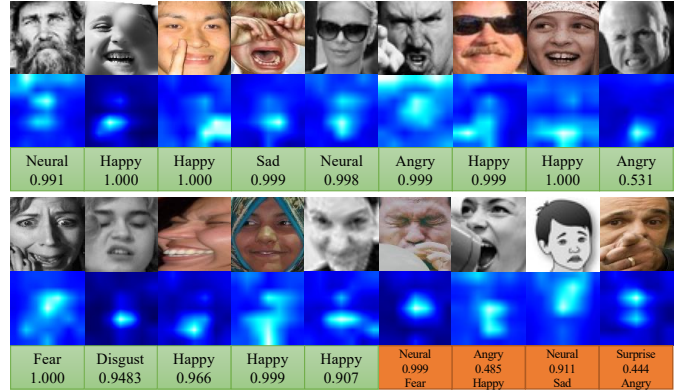 Neural Happy Happy Sad Neural Angry Happy Happy Angry
0.991 1.000 1.000 0.999 0.998 0.999 0.999 1.000 0.531
Fear Disgust Happy Happy Happy Neural Angry Neural Surprise
1.000 0.9483 0.966 0.999 0.907 0.999 0.485 0.911 0.444
Fear Happy Sad Angry